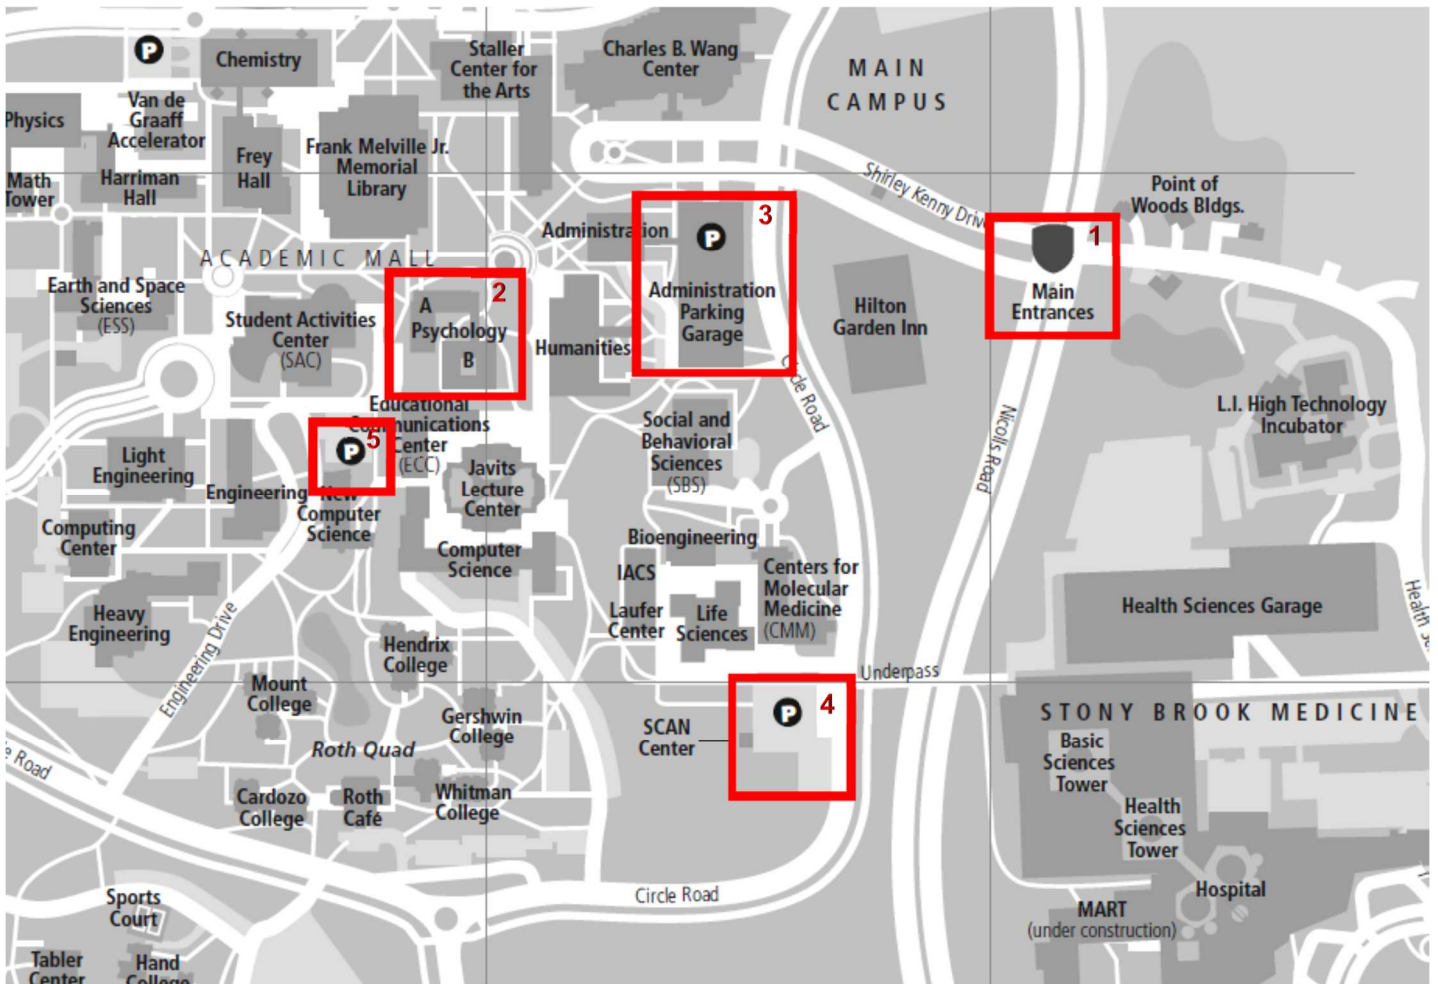 P
Chemistry
Staller
Center for
the Arts
Charles B. Wang
Center
MAIN
CAMPUS
Physics
Van de
Graaff
Accelerator
Frey
Hall
Frank Melville Jr.
Memorial
Library
Math
Tower
Harriman
Hall
Shirley Kenny Drive
Point of
Woods Bldgs.
Administration
P
3
Administration
Parking
Garage
1
Main
Entrances
ACADEMIC MALL
Earth and Space
Sciences
(ESS)
Student Activities
Center
(SAC)
2
A
Psychology
B
Humanities
Hilton
Garden Inn
Circle Road
Nicolls Road
L.I. High Technology
Incubator
Educational
Communications
Center
(ECC)
5
P
Social and
Behavioral
Sciences
(SBS)
Light
Engineering
Engineering
New
Computer
Science
Javits
Lecture
Center
Computing
Center
Computer
Science
Bioengineering
IACS
Laufer
Center
Life
Sciences
Centers for
Molecular
Medicine
(CMM)
Health Sciences Garage
Health
Heavy
Engineering
Engineering Drive
Hendrix
College
Underpass
Mount
College
Gershwin
College
Roth Quad
SCAN
Center
P
4
STONY BROOK MEDICINE
Basic
Sciences
Tower
Health
Sciences
Tower
Hospital
Road
Cardozo
College
Roth
Café
Whitman
College
Circle Road
MART
(under construction)
Sports
Court
Tabler
Center
Hand
College